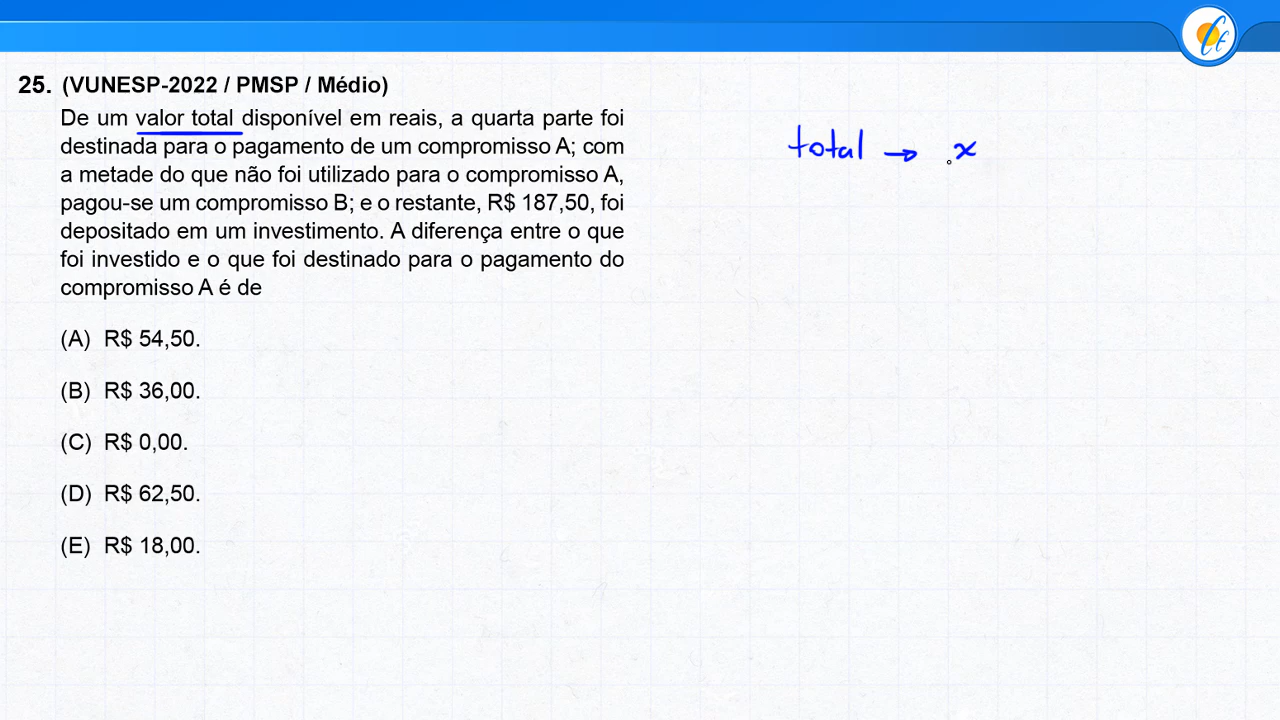 25. (VUNESP-2022 / PMSP / Médio)
De um valor total disponível em reais, a quarta parte foi
destinada para o pagamento de um compromisso A; com
a metade do que não foi utilizado para o compromisso A,
pagou-se um compromisso B; e o restante, R$ 187,50, foi
depositado em um investimento. A diferença entre o que
foi investido e o que foi destinado para o pagamento do
compromisso A é de
(A) R$ 54,50.
(B) R$ 36,00.
(C) R$ 0,00.
(D) R$ 62,50.
(E) R$ 18,00.
total → x